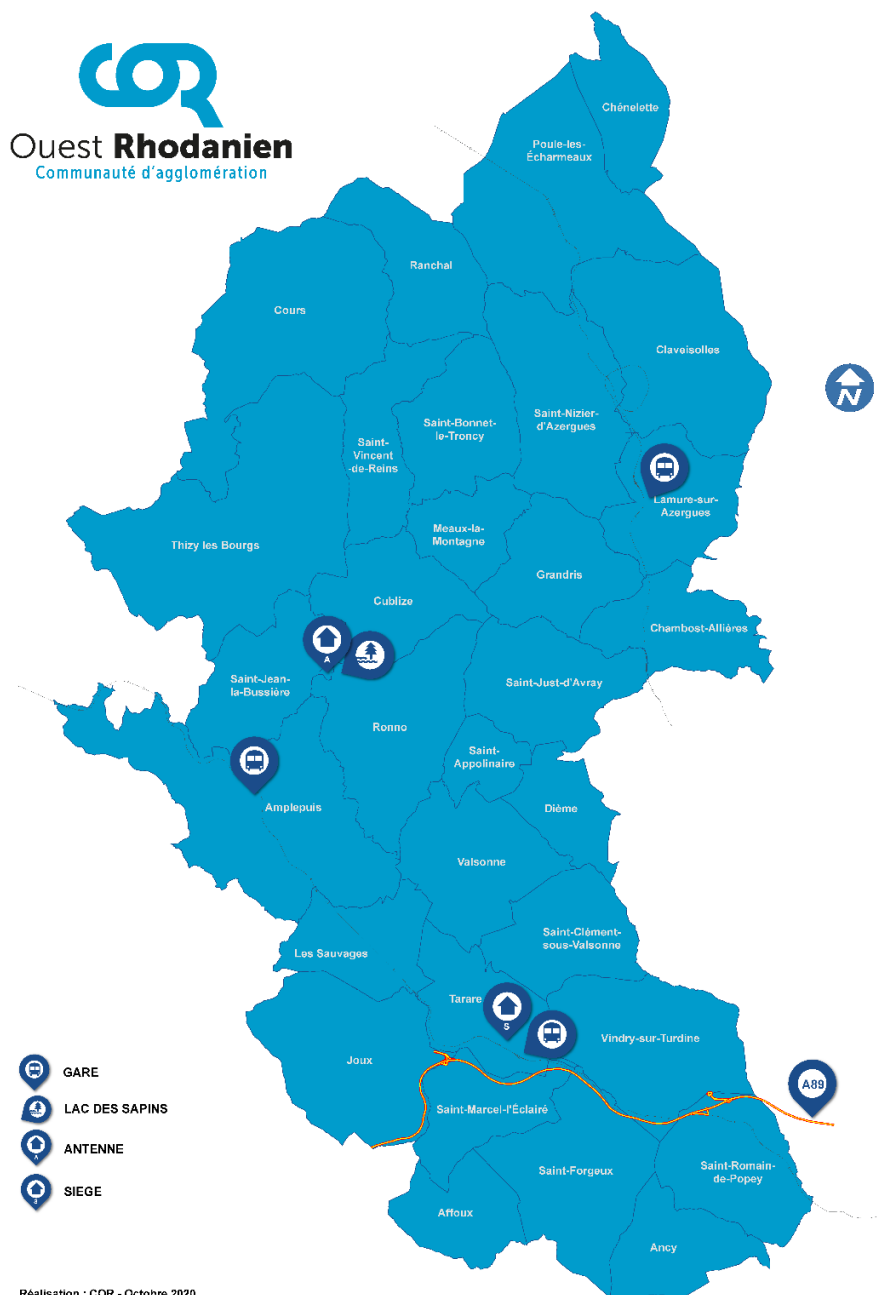 COR
Ouest Rhodanien
Communauté d'agglomération
Chénelette
Poule-les-
Écharmeaux
Ranchal
Cours
Claveisolles
N
Saint-Nizier-
d'Azergues
Saint-Bonnet-
le-Troncy
Saint-
Vincent
-de-Reins
Lamure-sur-
Azergues
Meaux-la-
Montagne
Thizy les Bourgs
Grandris
Cublize
Chambost-Allières
A
Saint-Jean-
la-Bussière
Saint-Just-d'Avray
Ronno
Saint-
Appolinaire
Amplepuis
Dième
Valsonne
Saint-Clément-
sous-Valsonne
Les Sauvages
Tarare
S
Vindry-sur-Turdine
Joux
A89
Saint-Marcel-l'Éclairé
Saint-Forgeux
Saint-Romain-
de-Popey
Affoux
Ancy
GARE
LAC DES SAPINS
A
ANTENNE
S
SIEGE
Réalisation : COR - Octobre 2020